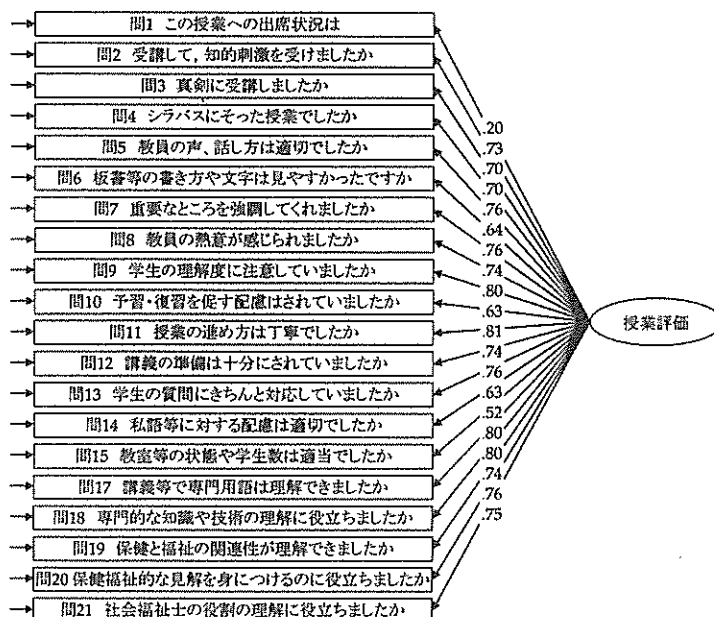 問1 この授業への出席状況は
問2 受講して，知的刺激を受けましたか
問3 真剣に受講しましたか
問4 シラバスにそった授業でしたか
問5 教員の声、話し方は適切でしたか
問6 板書等の書き方や文字は見やすかったですか
問7 重要なところを強調してくれましたか
問8 教員の熱意が感じられましたか
問9 学生の理解度に注意していましたか
問10 予習・復習を促す配慮はされていましたか
問11 授業の進め方は丁寧でしたか
問12 講義の準備は十分にされていましたか
問13 学生の質問にきちんと対応していましたか
問14 私語等に対する配慮は適切でしたか
問15 教室等の状態や学生数は適当でしたか
問17 講義等で専門用語は理解できましたか
問18 専門的な知識や技術の理解に役立ちましたか
問19 保健と福祉の関連性が理解できましたか
問20 保健福祉的な見解を身につけるのに役立ちましたか
問21 社会福祉士の役割の理解に役立ちましたか
.20
.73
.70
.70
.76
.64
.76
.74
.80
.63
.81
.74
.76
.63
.52
.80
.80
.74
.76
.75
授業評価